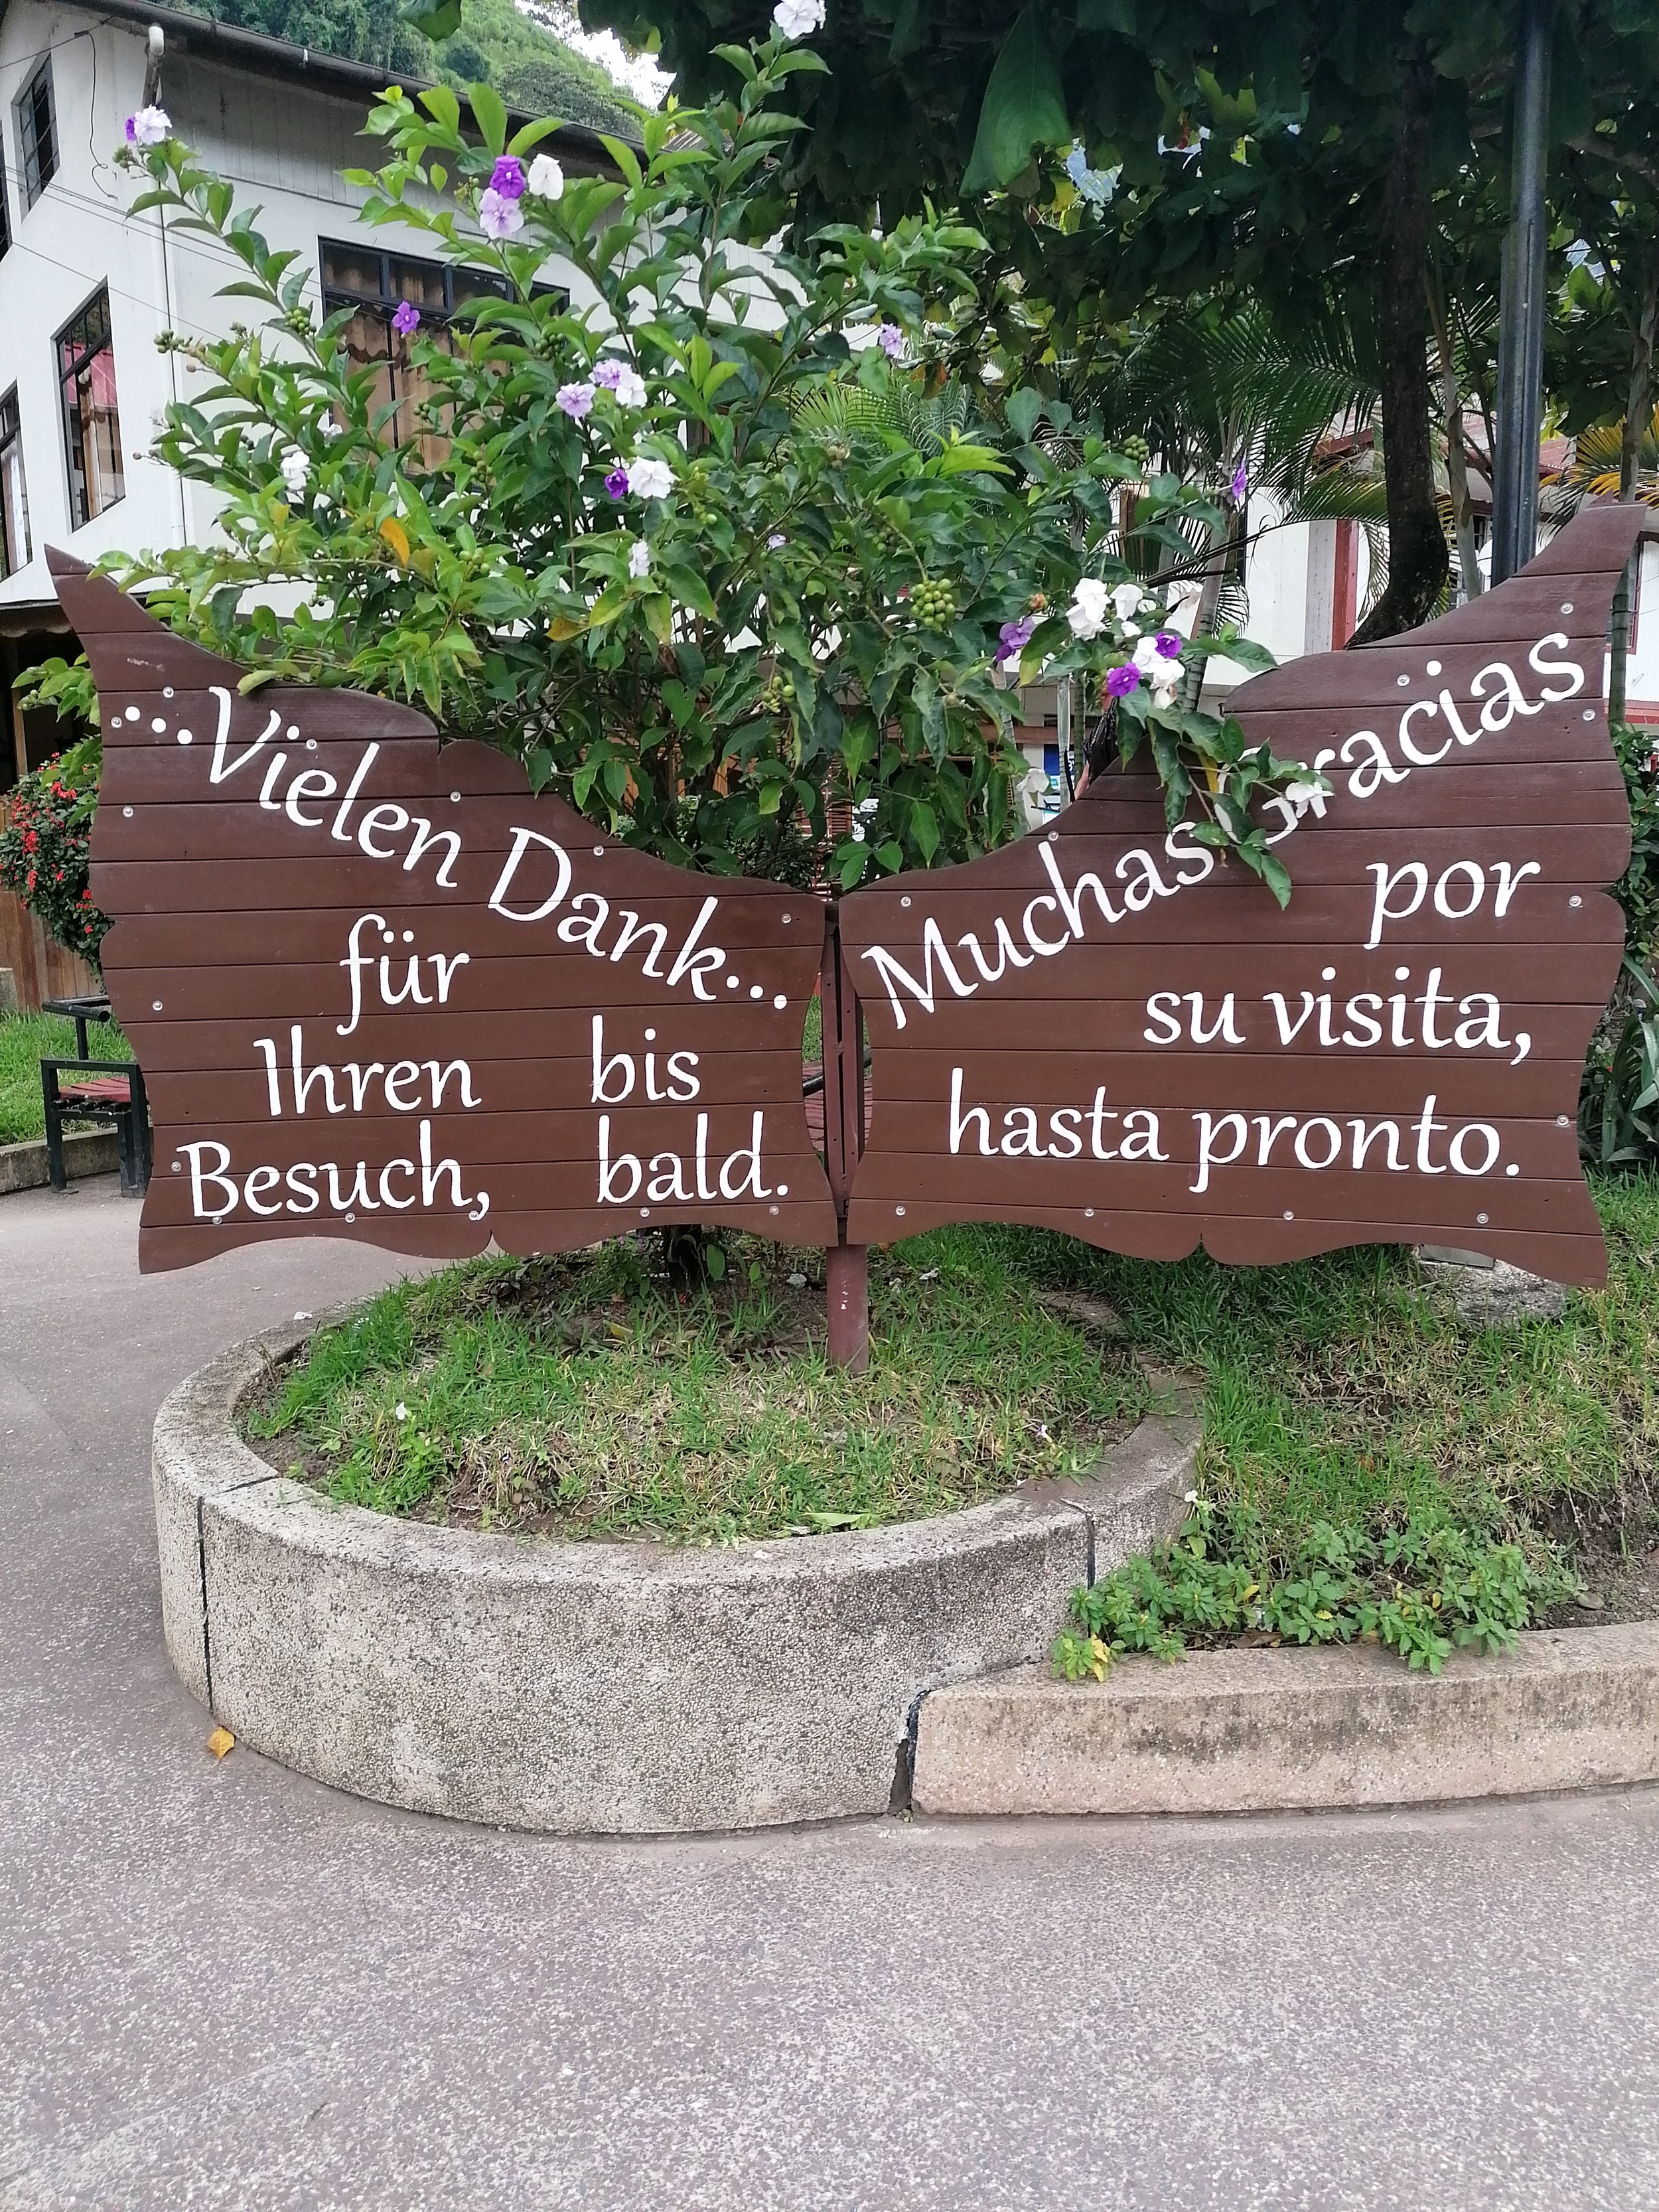 ...Vielen Dank...
für
Ihren bis
Besuch, bald.
Muchas Gracias
por
su visita,
hasta pronto.